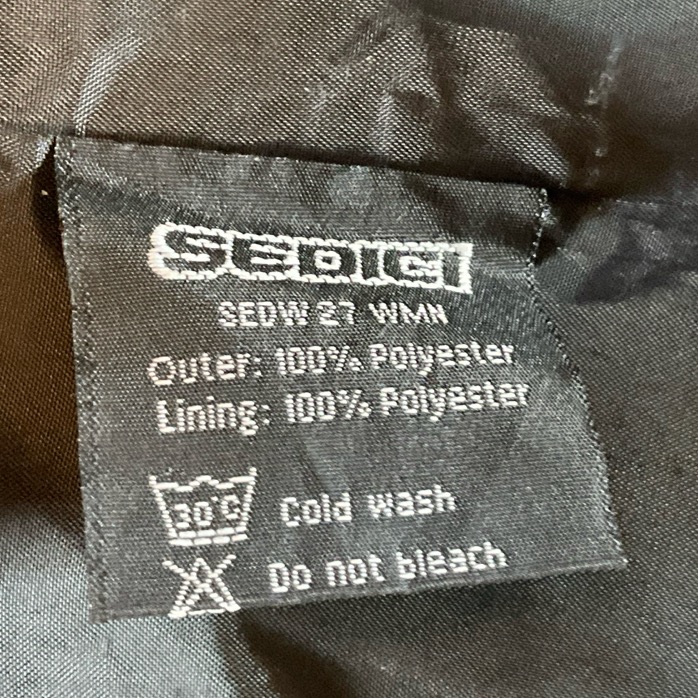 SEDICI
SEDW 27 WMN
Outer: 100% Polyester
Lining: 100% Polyester
30°C Cold wash
Do not bleach